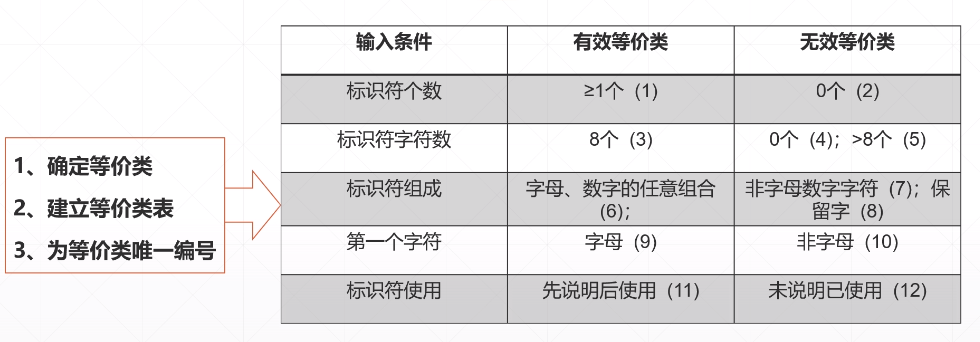 1、确定等价类
2、建立等价类表
3、为等价类唯一编号
输入条件 有效等价类 无效等价类
标识符个数 ≥1个 (1) 0个 (2)
标识符字符数 8个 (3) 0个 (4)；>8个 (5)
标识符组成 字母、数字的任意组合 (6)； 非字母数字字符 (7)；保留字 (8)
第一个字符 字母 (9) 非字母 (10)
标识符使用 先说明后使用 (11) 未说明已使用 (12)